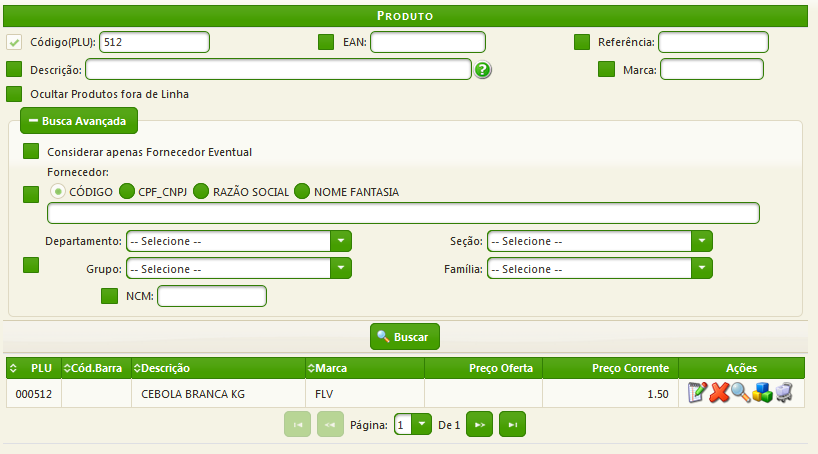 PRODUTO
Código(PLU): 512 EAN: Referência:
Descrição: ? Marca:
Ocultar Produtos fora de Linha
Busca Avançada
Considerar apenas Fornecedor Eventual
Fornecedor:
CÓDIGO CPF_CNPJ RAZÃO SOCIAL NOME FANTASIA
Departamento: -- Selecione -- Seção: -- Selecione --
Grupo: -- Selecione -- Família: -- Selecione --
NCM:
Buscar
PLU Cód.Barra Descrição Marca Preço Oferta Preço Corrente Ações
000512 CEBOLA BRANCA KG FLV 1.50
Página: 1 De 1